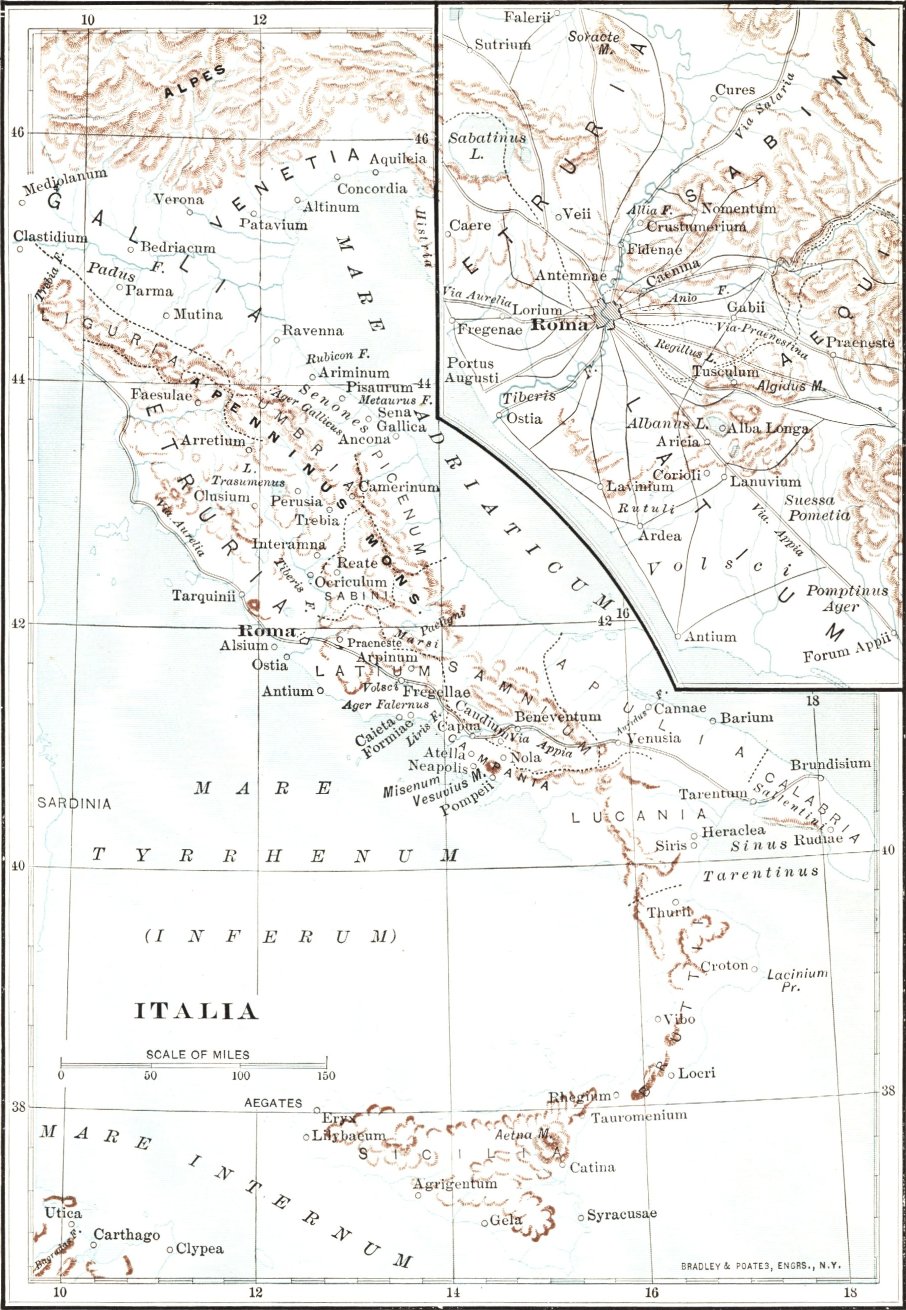 10
12
ALPES
46
46
VENETIA
Aquileia
Concordia
Mediolanum
Verona
Altinum
Patavium
Histria
GALLIA
Clastidium
Bedriacum
Padus F.
Trebia F.
Parma
Mutina
MARE
Ravenna
LIGURIA
Rubicon F.
Ariminum
44
44
Pisaurum
Metaurus F.
Faesulae
APENNINUS MONS
Senones
Ager Gallicus
Sena
Gallica
Ancona
ETRURIA
UMBRIA
Arretium
PICENUM
L.
Trasumenus
Camerinum
Clusium
Perusia
Trebia
Via Aurelia
Interamna
Reate
Tiberis F.
Ocriculum
SABINI
Tarquinii
ADRIATICUM
42
42
16
Roma
Marsi
Paeligni
Alsium
Praeneste
Arpinum
Ostia
LATIUM
SAMNIUM
APULIA
Antium
Volsci
Fregellae
Ager Falernus
Caudium
Beneventum
Aufidus F.
Cannae
Barium
18
Caieta
Formiae
Liris F.
Capua
Via Appia
Venusia
Atella
Nola
CAMPANIA
Neapolis
Misenum
Vesuvius M.
Pompeii
Brundisium
CALABRIA
Tarentum
Sallentini
SARDINIA
MARE
LUCANIA
Heraclea
Siris
Sinus
Rudiae
TYRRHENUM
40
40
Tarentinus
Thurii
(INFERUM)
Croton
Lacinium
Pr.
BRUTTII
ITALIA
Vibo
SCALE OF MILES
0
50
100
150
Locri
Rhegium
38
38
AEGATES
Eryx
Tauromenium
MARE INTERNUM
Lilybaeum
Aetna M.
SICILIA
Catina
Agrigentum
Gela
Syracusae
Utica
Carthago
Bagradas F.
Clypea
BRADLEY & POATES, ENGRS., N.Y.
10
12
14
16
18
Falerii
Sutrium
Soracte
M.
ETRURIA
Cures
Via Salaria
SABINI
Sabatinus
L.
Veii
Allia F.
Nomentum
Crustumerium
Caere
Fidenae
Antemnae
Caenina
Via Aurelia
Lorium
Anio F.
Gabii
Roma
Fregenae
Via Praenestina
AEQUI
Regillus L.
Praeneste
Portus
Augusti
Tusculum
Algidus M.
Tiberis F.
Ostia
LATIUM
Albanus L.
Alba Longa
Aricia
Corioli
Lanuvium
Lavinium
Suessa
Pometia
Rutuli
Ardea
Via Appia
Volsci
Pomptinus
Ager
Antium
Forum Appii